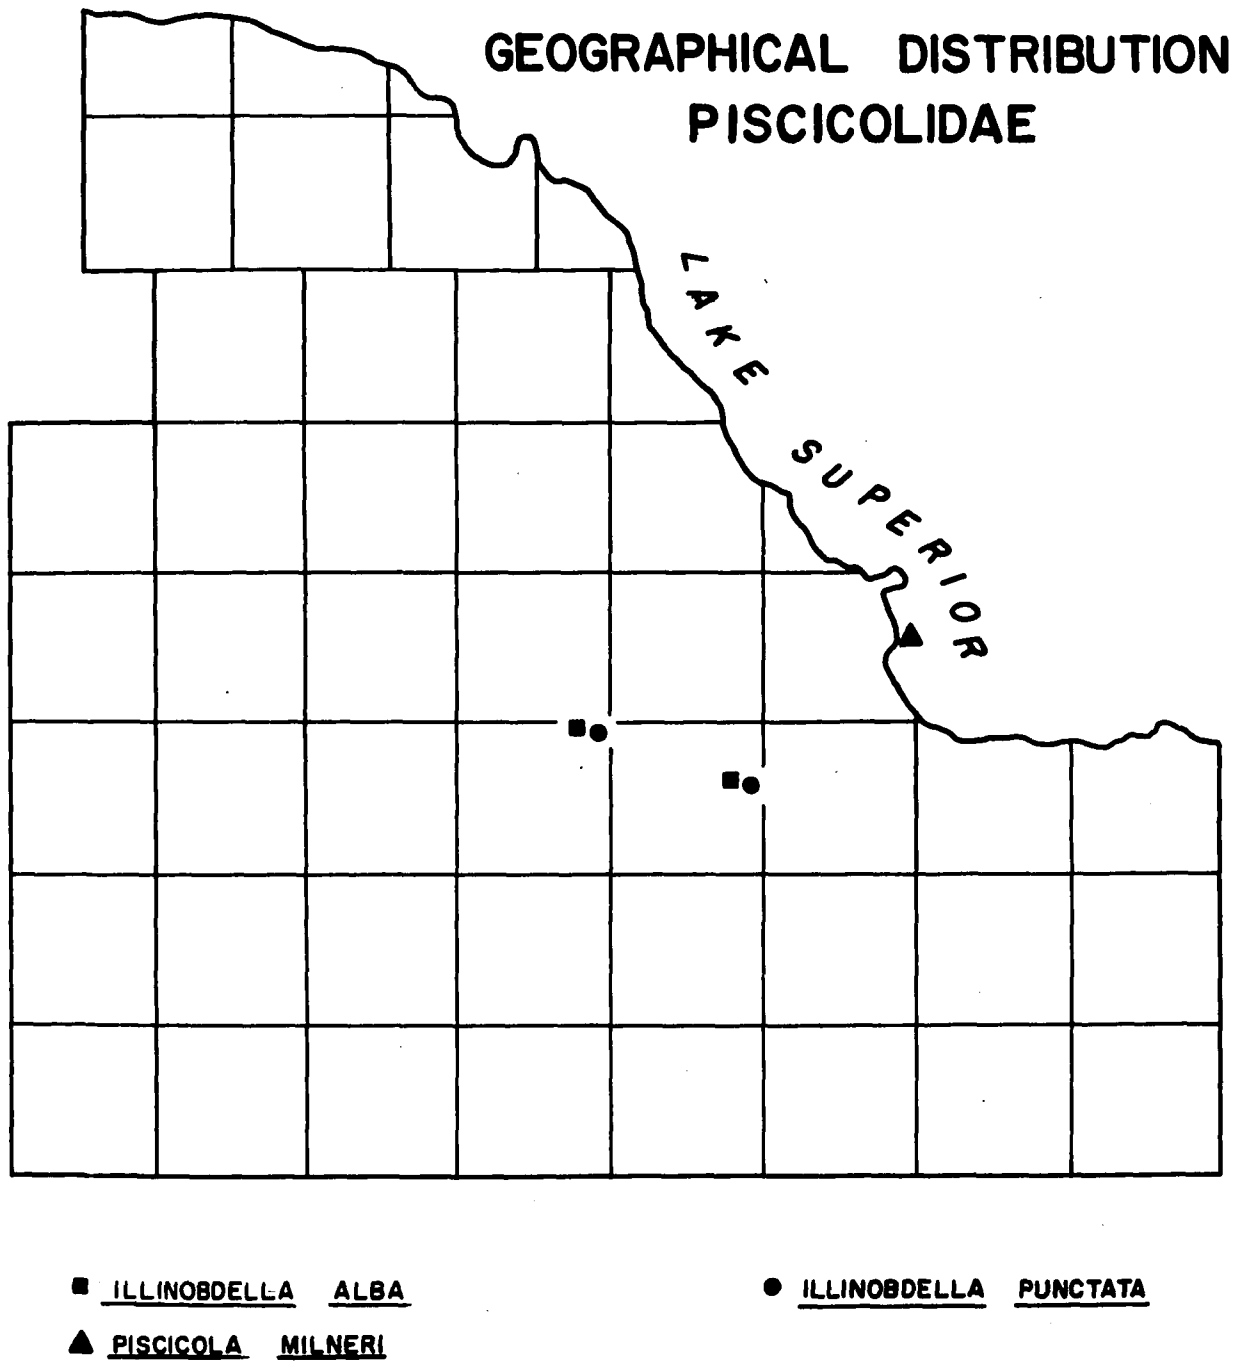 GEOGRAPHICAL DISTRIBUTION
PISCICOLIDAE
LAKE SUPERIOR
ILLINOBDELLA ALBA
ILLINOBDELLA PUNCTATA
PISCICOLA MILNERI